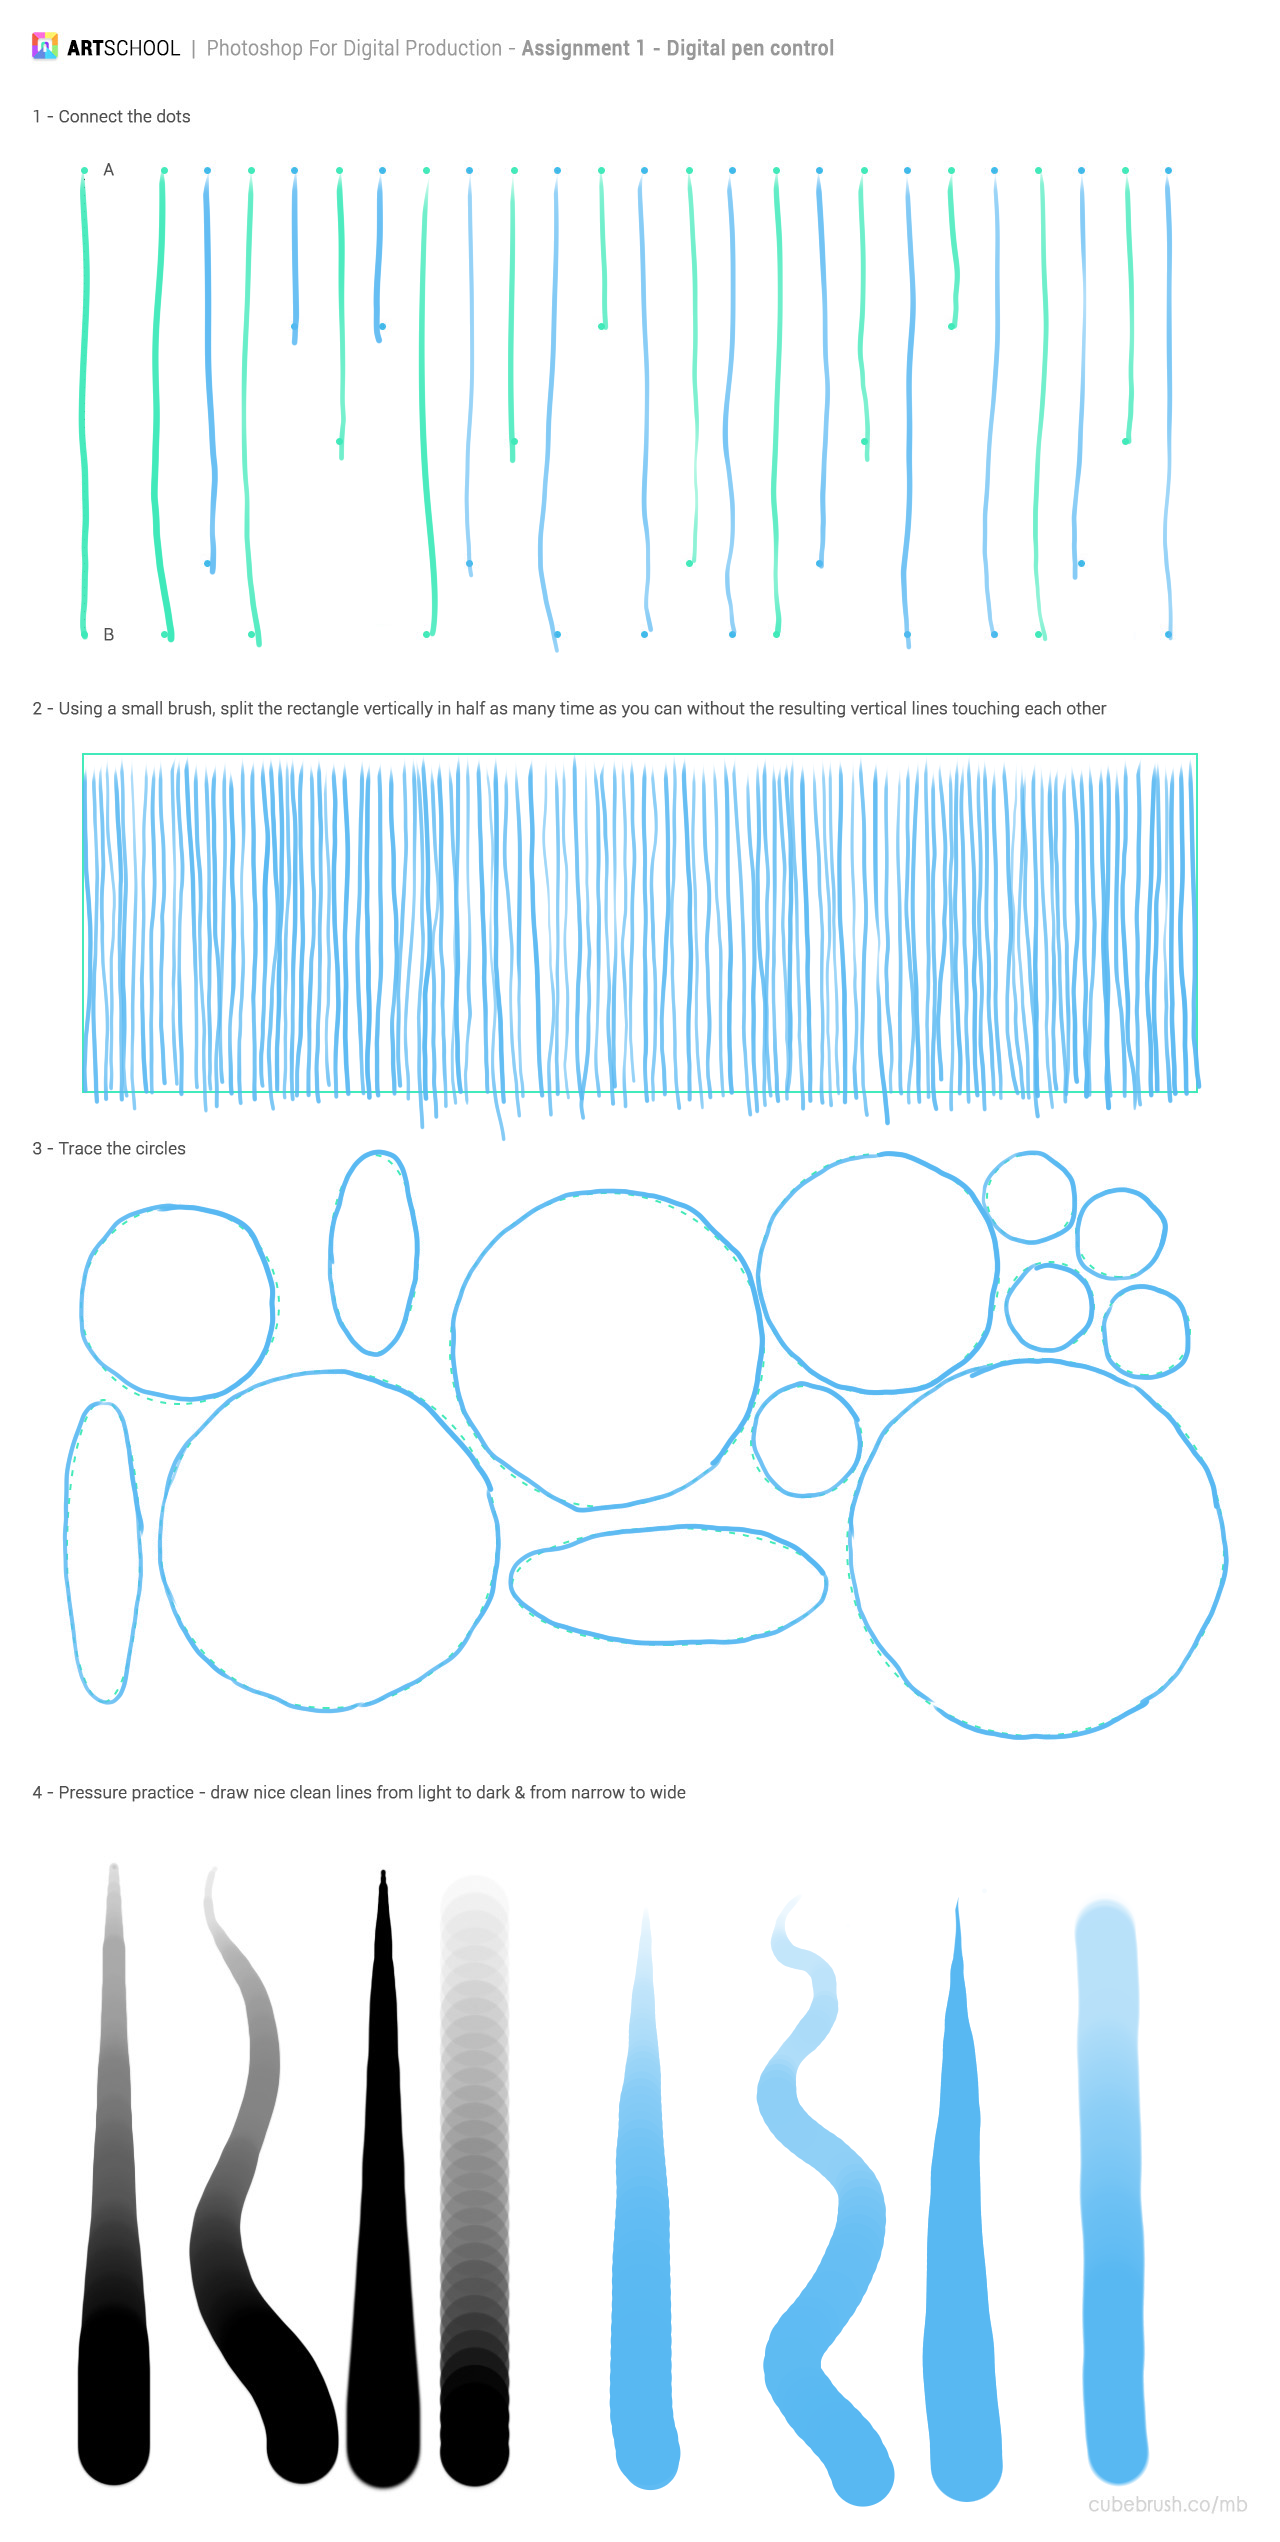 ARTSCHOOL | Photoshop For Digital Production - Assignment 1 - Digital pen control
1 - Connect the dots
A
B
2 - Using a small brush, split the rectangle vertically in half as many time as you can without the resulting vertical lines touching each other
3 - Trace the circles
4 - Pressure practice - draw nice clean lines from light to dark & from narrow to wide
cubebrush.co/mb